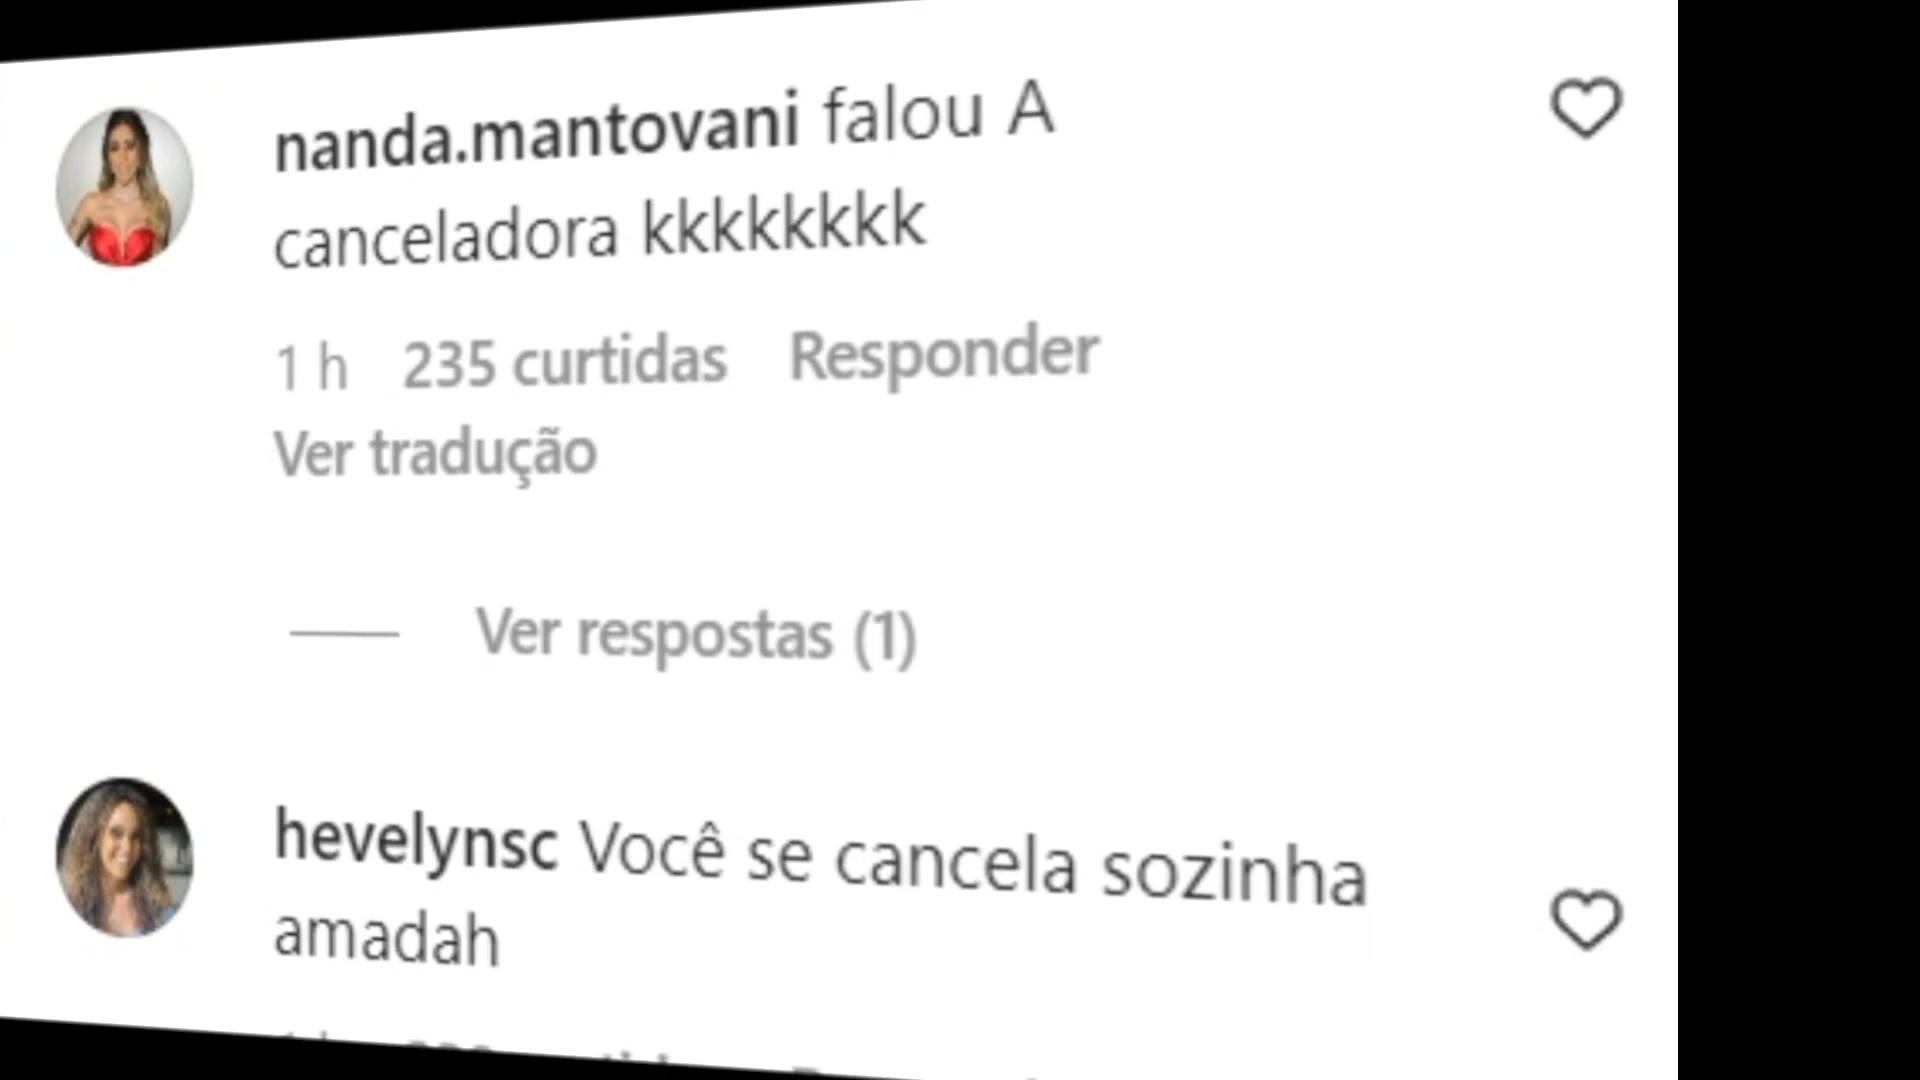 nanda.mantovani falou A
canceladora kkkkkkkk
1 h 235 curtidas Responder
Ver tradução
Ver respostas (1)
hevelynsc Você se cancela sozinha
amadah